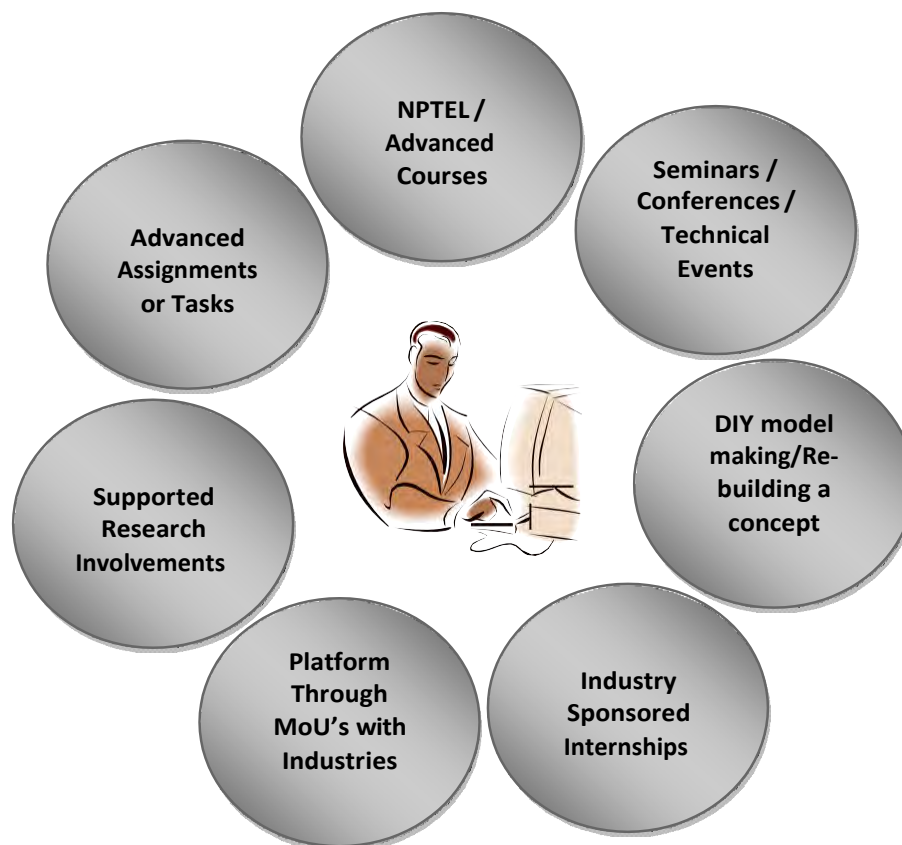 NPTEL /
Advanced
Courses
Seminars /
Conferences /
Technical
Events
DIY model
making/Re-
building a
concept
Industry
Sponsored
Internships
Platform
Through
MoU's with
Industries
Supported
Research
Involvements
Advanced
Assignments
or Tasks